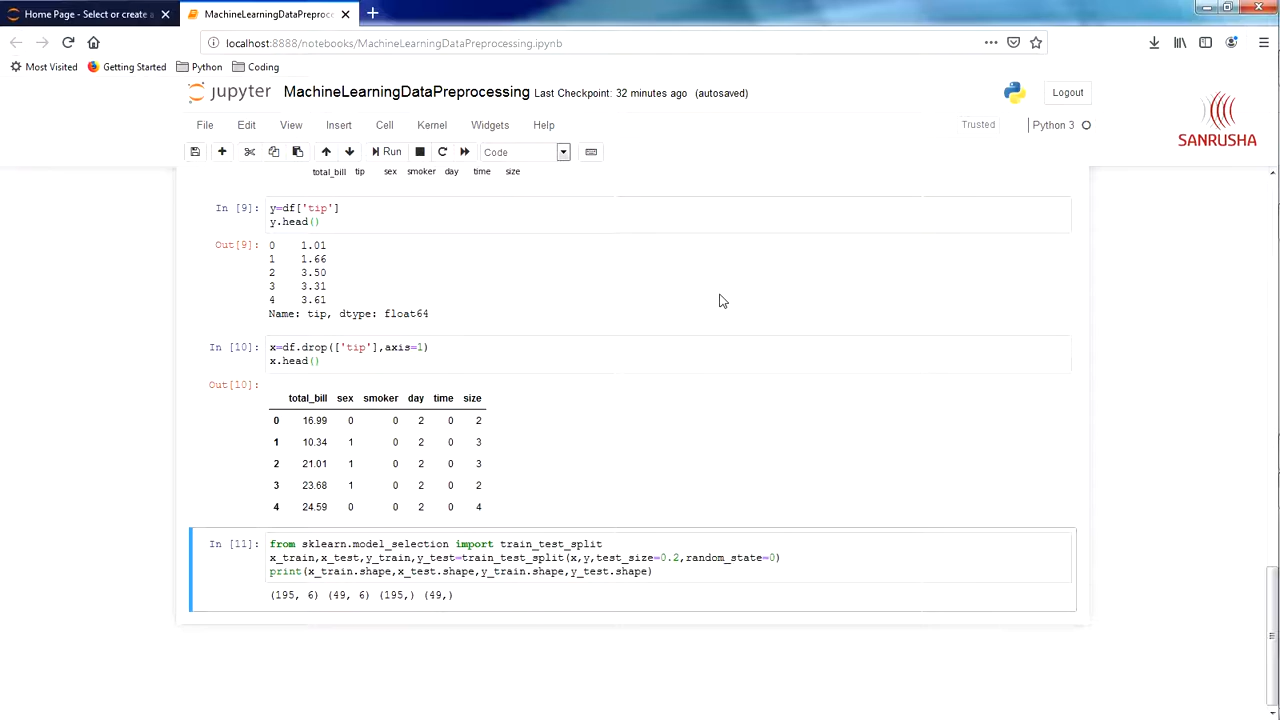 Home Page - Select or create a
MachineLearningDataPreproce
localhost:8888/notebooks/MachineLearningDataPreprocessing.ipynb
Most Visited Getting Started Python Coding
jupyter MachineLearningDataPreprocessing Last Checkpoint: 32 minutes ago (autosaved) Logout
SANRUSHA
File Edit View Insert Cell Kernel Widgets Help Trusted Python 3
Run Code
total_bill tip sex smoker day time size
In [9]: y=df['tip']
y.head()
Out[9]: 0 1.01
1 1.66
2 3.50
3 3.31
4 3.61
Name: tip, dtype: float64
In [10]: x=df.drop(['tip'],axis=1)
x.head()
Out[10]:
total_bill sex smoker day time size
0 16.99 0 0 2 0 2
1 10.34 1 0 2 0 3
2 21.01 1 0 2 0 3
3 23.68 1 0 2 0 2
4 24.59 0 0 2 0 4
In [11]: from sklearn.model_selection import train_test_split
x_train,x_test,y_train,y_test=train_test_split(x,y,test_size=0.2,random_state=0)
print(x_train.shape,x_test.shape,y_train.shape,y_test.shape)
(195, 6) (49, 6) (195,) (49,)